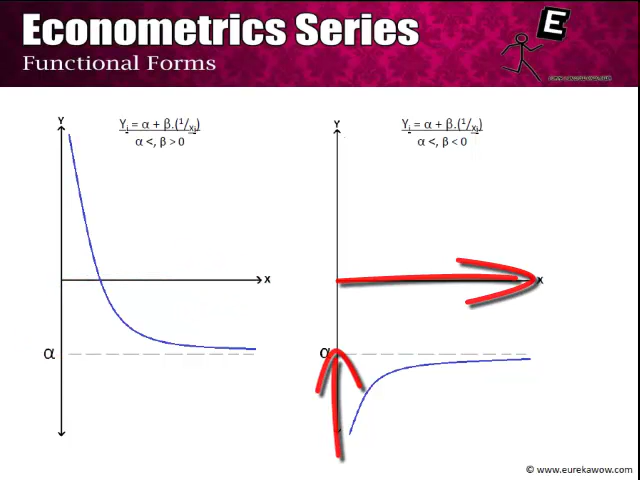 Econometrics Series
Functional Forms
E
Y
Yᵢ = α + β.(¹/xᵢ)
α <, β > 0
X
α
Y
Yᵢ = α + β.(¹/xᵢ)
α <, β < 0
X
α
© www.eurekawow.com